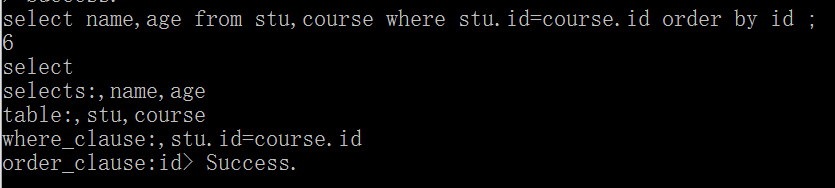 > Success.
select name,age from stu,course where stu.id=course.id order by id ;
6
select
selects:,name,age
table:,stu,course
where_clause:,stu.id=course.id
order_clause:id> Success.